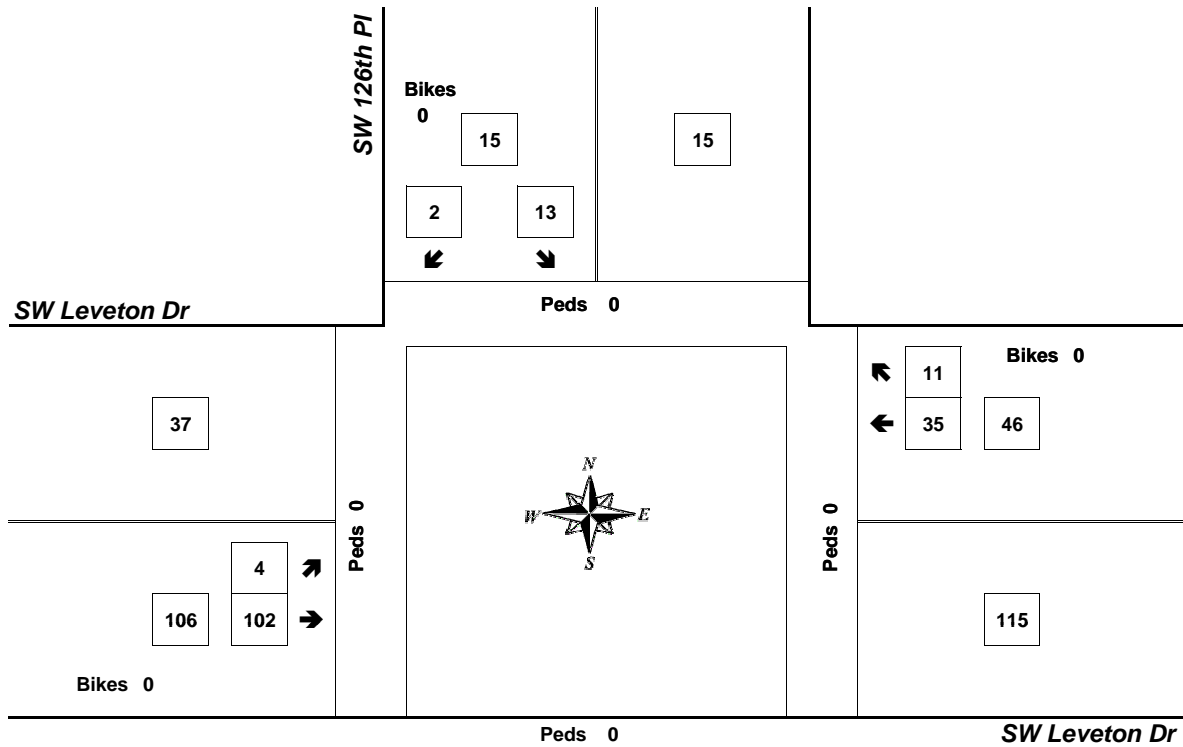 SW 126th Pl
Bikes
0
15
15
2
13
Peds 0
SW Leveton Dr
Bikes 0
11
37
35
46
N
W
E
S
Peds 0
Peds 0
4
106
102
115
Bikes 0
Peds 0
SW Leveton Dr